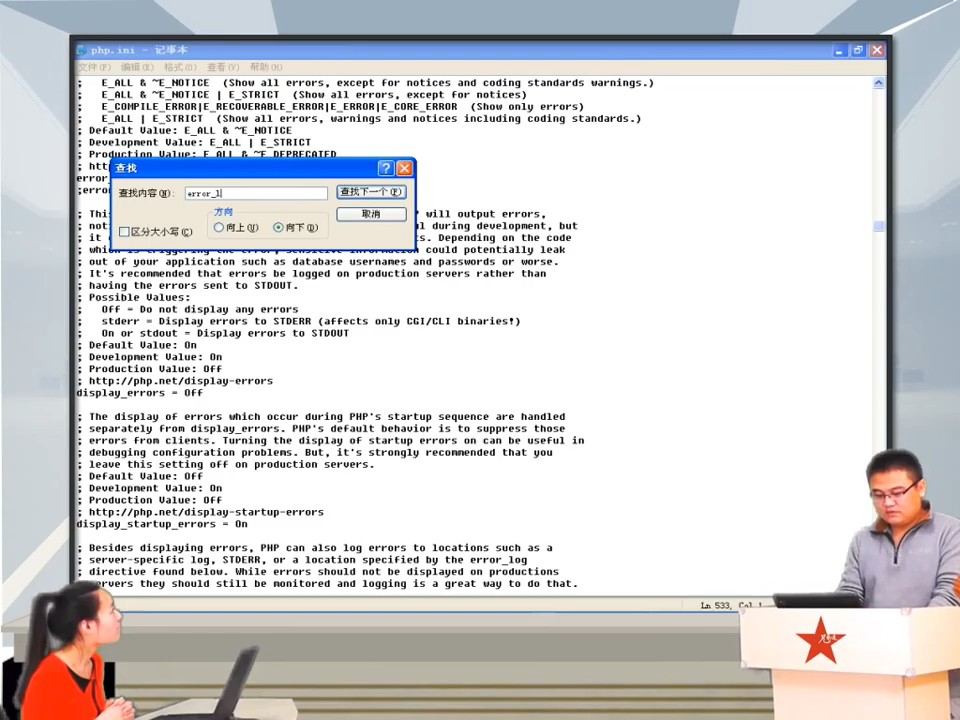 php.ini - 记事本
文件(F) 编辑(E) 格式(O) 查看(V) 帮助(H)
;   E_ALL & ~E_NOTICE  (Show all errors, except for notices and coding standards warnings.)
;   E_ALL & ~E_NOTICE | E_STRICT  (Show all errors, except for notices)
;   E_COMPILE_ERROR|E_RECOVERABLE_ERROR|E_ERROR|E_CORE_ERROR  (Show only errors)
;   E_ALL | E_STRICT  (Show all errors, warnings and notices including coding standards.)
; Default Value: E_ALL & ~E_NOTICE
; Development Value: E_ALL | E_STRICT
; Production Value: E_ALL & ~E_DEPRECATED
; htt
error_
;erro
查找
查找内容(N): error_l
查找下一个(F)
方向
取消
区分大小写(C) 向上(U) 向下(D)
; Thi ' will output errors,
; not l during development, but
; it ts. Depending on the code
could potentially leak
; out of your application such as database usernames and passwords or worse.
; It's recommended that errors be logged on production servers rather than
; having the errors sent to STDOUT.
; Possible Values:
;   Off = Do not display any errors
;   stderr = Display errors to STDERR (affects only CGI/CLI binaries!)
;   On or stdout = Display errors to STDOUT
; Default Value: On
; Development Value: On
; Production Value: Off
; http://php.net/display-errors
display_errors = Off
; The display of errors which occur during PHP's startup sequence are handled
; separately from display_errors. PHP's default behavior is to suppress those
; errors from clients. Turning the display of startup errors on can be useful in
; debugging configuration problems. But, it's strongly recommended that you
; leave this setting off on production servers.
; Default Value: Off
; Development Value: On
; Production Value: Off
; http://php.net/display-startup-errors
display_startup_errors = On
; Besides displaying errors, PHP can also log errors to locations such as a
; server-specific log, STDERR, or a location specified by the error_log
; directive found below. While errors should not be displayed on productions
; servers they should still be monitored and logging is a great way to do that.
Ln 533, Col 1